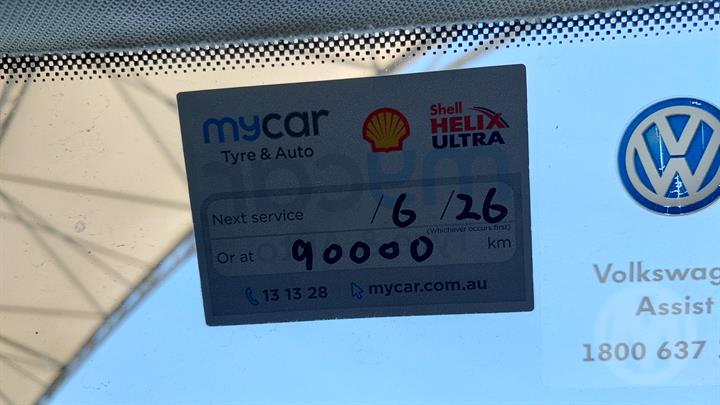 mycar
Tyre & Auto
Shell
HELIX
ULTRA
Next service /6 /26
(Whichever occurs first)
Or at 90000 km
13 13 28 mycar.com.au
Volkswag
Assist
1800 637